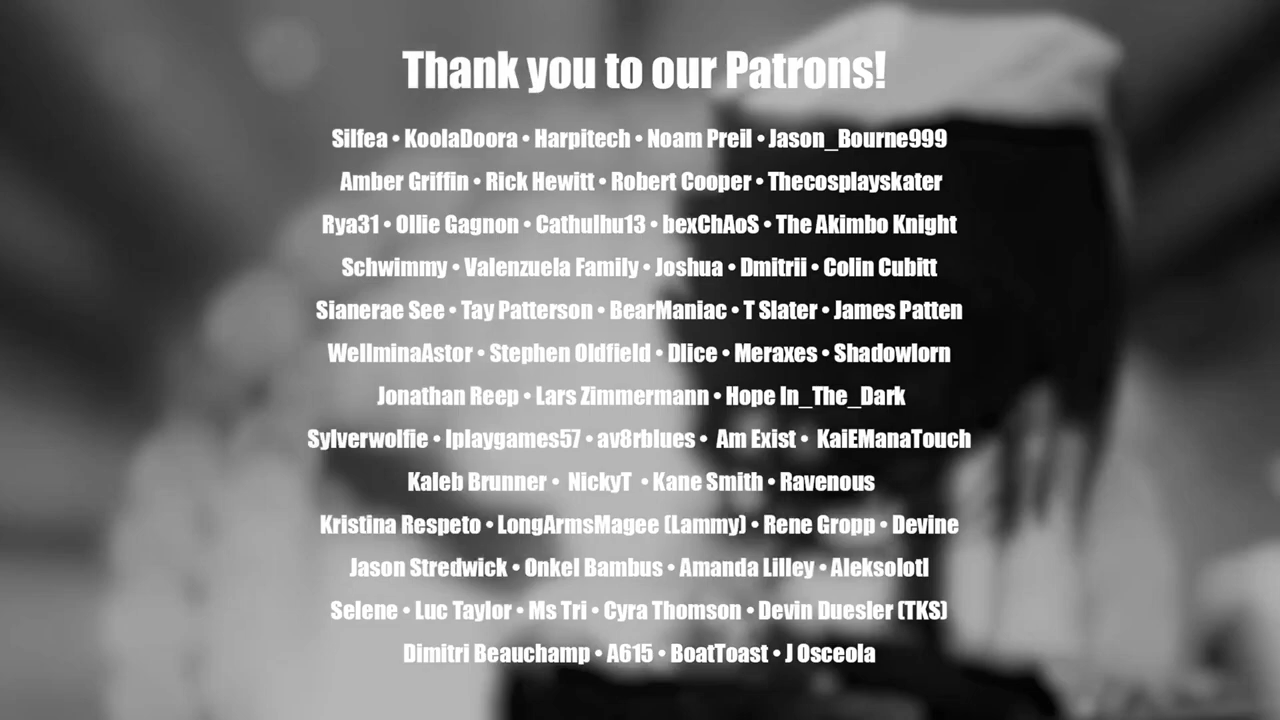 Thank you to our Patrons!
Silfea • KoolaDoora • Harpitech • Noam Preil • Jason_Bourne999
Amber Griffin • Rick Hewitt • Robert Cooper • Thecosplayskater
Rya31 • Ollie Gagnon • Cathulhu13 • bexChAoS • The Akimbo Knight
Schwimmy • Valenzuela Family • Joshua • Dmitrii • Colin Cubitt
Sianerae See • Tay Patterson • BearManiac • T Slater • James Patten
WellminaAstor • Stephen Oldfield • Dlice • Meraxes • Shadowlorn
Jonathan Reep • Lars Zimmermann • Hope In_The_Dark
Sylverwolfie • Iplaygames57 • av8rblues • Am Exist • KaiEManaTouch
Kaleb Brunner • NickyT • Kane Smith • Ravenous
Kristina Respeto • LongArmsMagee (Lammy) • Rene Gropp • Devine
Jason Stredwick • Onkel Bambus • Amanda Lilley • Aleksolotl
Selene • Luc Taylor • Ms Tri • Cyra Thomson • Devin Duesler (TKS)
Dimitri Beauchamp • A615 • BoatToast • J Osceola